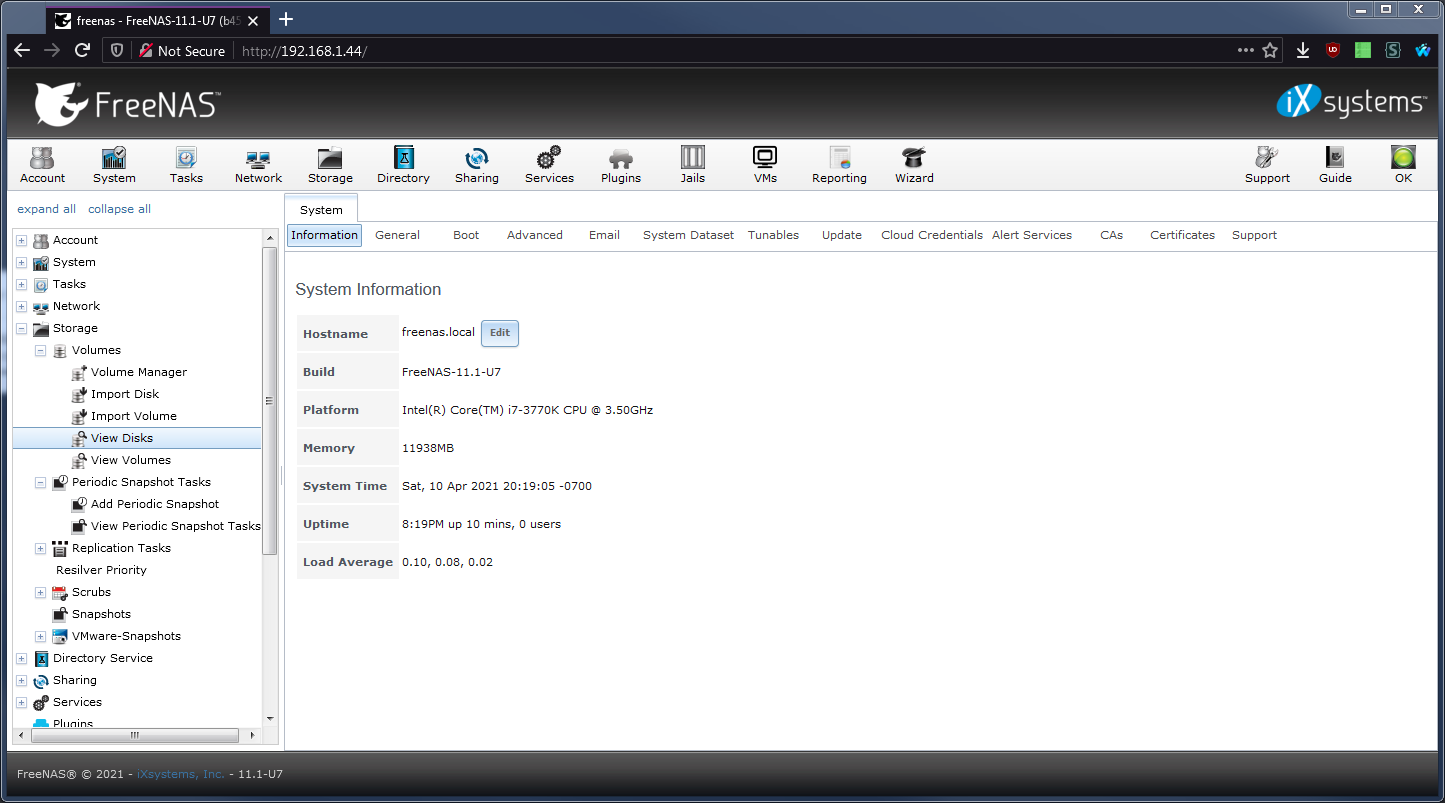 freenas - FreeNAS-11.1-U7 (b45
Not Secure http://192.168.1.44/
FreeNAS™
iXsystems™
Account System Tasks Network Storage Directory Sharing Services Plugins Jails VMs Reporting Wizard Support Guide OK
expand all collapse all
Account
System
Tasks
Network
Storage
Volumes
Volume Manager
Import Disk
Import Volume
View Disks
View Volumes
Periodic Snapshot Tasks
Add Periodic Snapshot
View Periodic Snapshot Tasks
Replication Tasks
Resilver Priority
Scrubs
Snapshots
VMware-Snapshots
Directory Service
Sharing
Services
Plugins
System
Information General Boot Advanced Email System Dataset Tunables Update Cloud Credentials Alert Services CAs Certificates Support
System Information
Hostname freenas.local Edit
Build FreeNAS-11.1-U7
Platform Intel(R) Core(TM) i7-3770K CPU @ 3.50GHz
Memory 11938MB
System Time Sat, 10 Apr 2021 20:19:05 -0700
Uptime 8:19PM up 10 mins, 0 users
Load Average 0.10, 0.08, 0.02
FreeNAS® © 2021 - iXsystems, Inc. - 11.1-U7